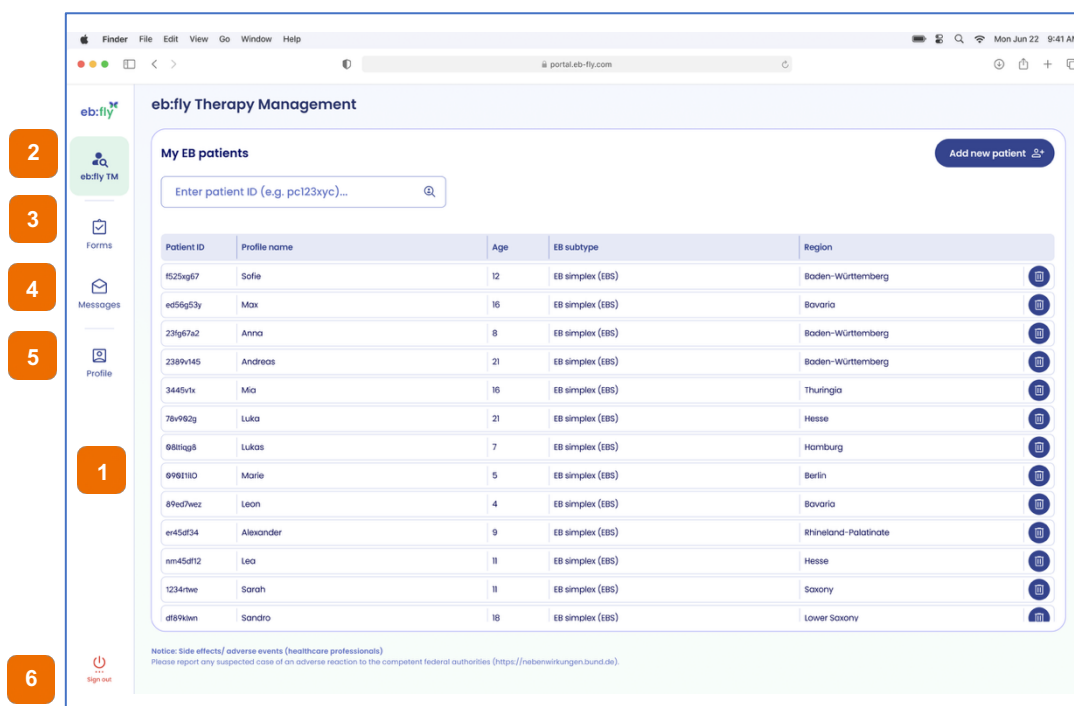 Finder File Edit View Go Window Help Mon Jun 22 9:41 AM
portal.eb-fly.com
eb:fly
eb:fly Therapy Management
2
eb:fly TM
My EB patients
Add new patient
Enter patient ID (e.g. pc123xyc)...
3
Forms
Patient ID Profile name Age EB subtype Region
f525xg67 Sofie 12 EB simplex (EBS) Baden-Württemberg
4
Messages
ed56g53y Max 16 EB simplex (EBS) Bavaria
23fg67a2 Anna 8 EB simplex (EBS) Baden-Württemberg
5
Profile
2389v145 Andreas 21 EB simplex (EBS) Baden-Württemberg
3445v1x Mia 16 EB simplex (EBS) Thuringia
78v902g Luka 21 EB simplex (EBS) Hesse
Lukas 7 EB simplex (EBS) Hamburg
1
Marie 5 EB simplex (EBS) Berlin
89ed7wez Leon 4 EB simplex (EBS) Bavaria
er45df34 Alexander 9 EB simplex (EBS) Rhineland-Palatinate
nm45df12 Lea 11 EB simplex (EBS) Hesse
1234rtwe Sarah 11 EB simplex (EBS) Saxony
df89klwn Sandro 18 EB simplex (EBS) Lower Saxony
Notice: Side effects/ adverse events (healthcare professionals)
Please report any suspected case of an adverse reaction to the competent federal authorities (https://nebenwirkungen.bund.de).
6
Sign out